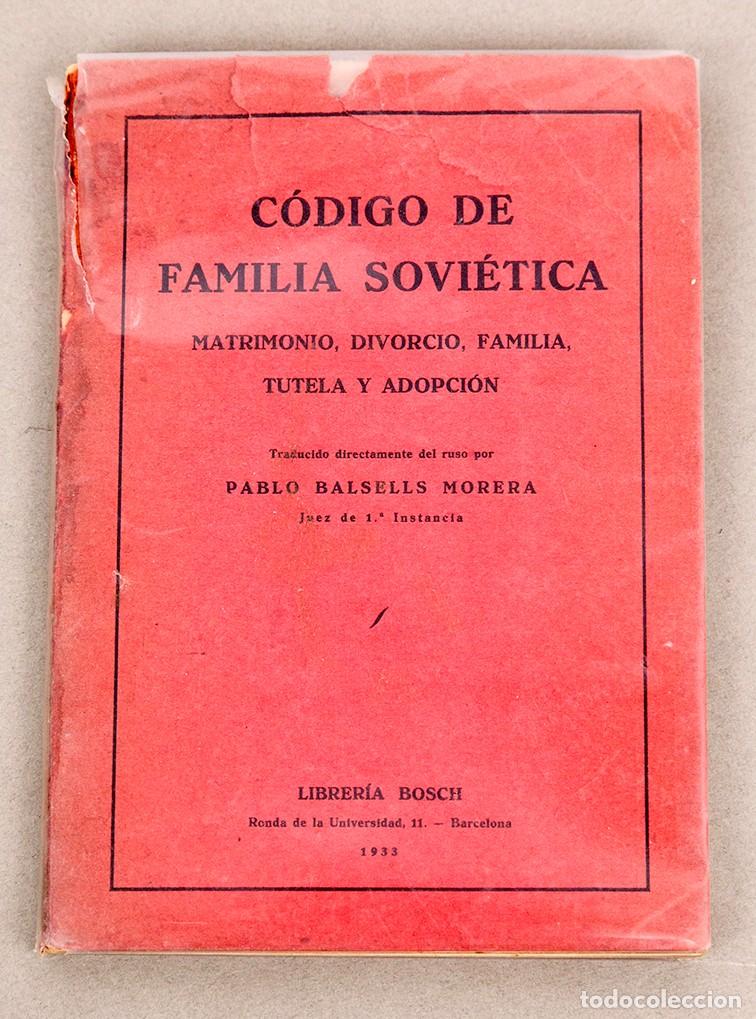 CÓDIGO DE
FAMILIA SOVIÉTICA
MATRIMONIO, DIVORCIO, FAMILIA,
TUTELA Y ADOPCIÓN
Traducido directamente del ruso por
PABLO BALSELLS MORERA
Juez de 1.ª Instancia
LIBRERÍA BOSCH
Ronda de la Universidad, 11. — Barcelona
1933
todocoleccion